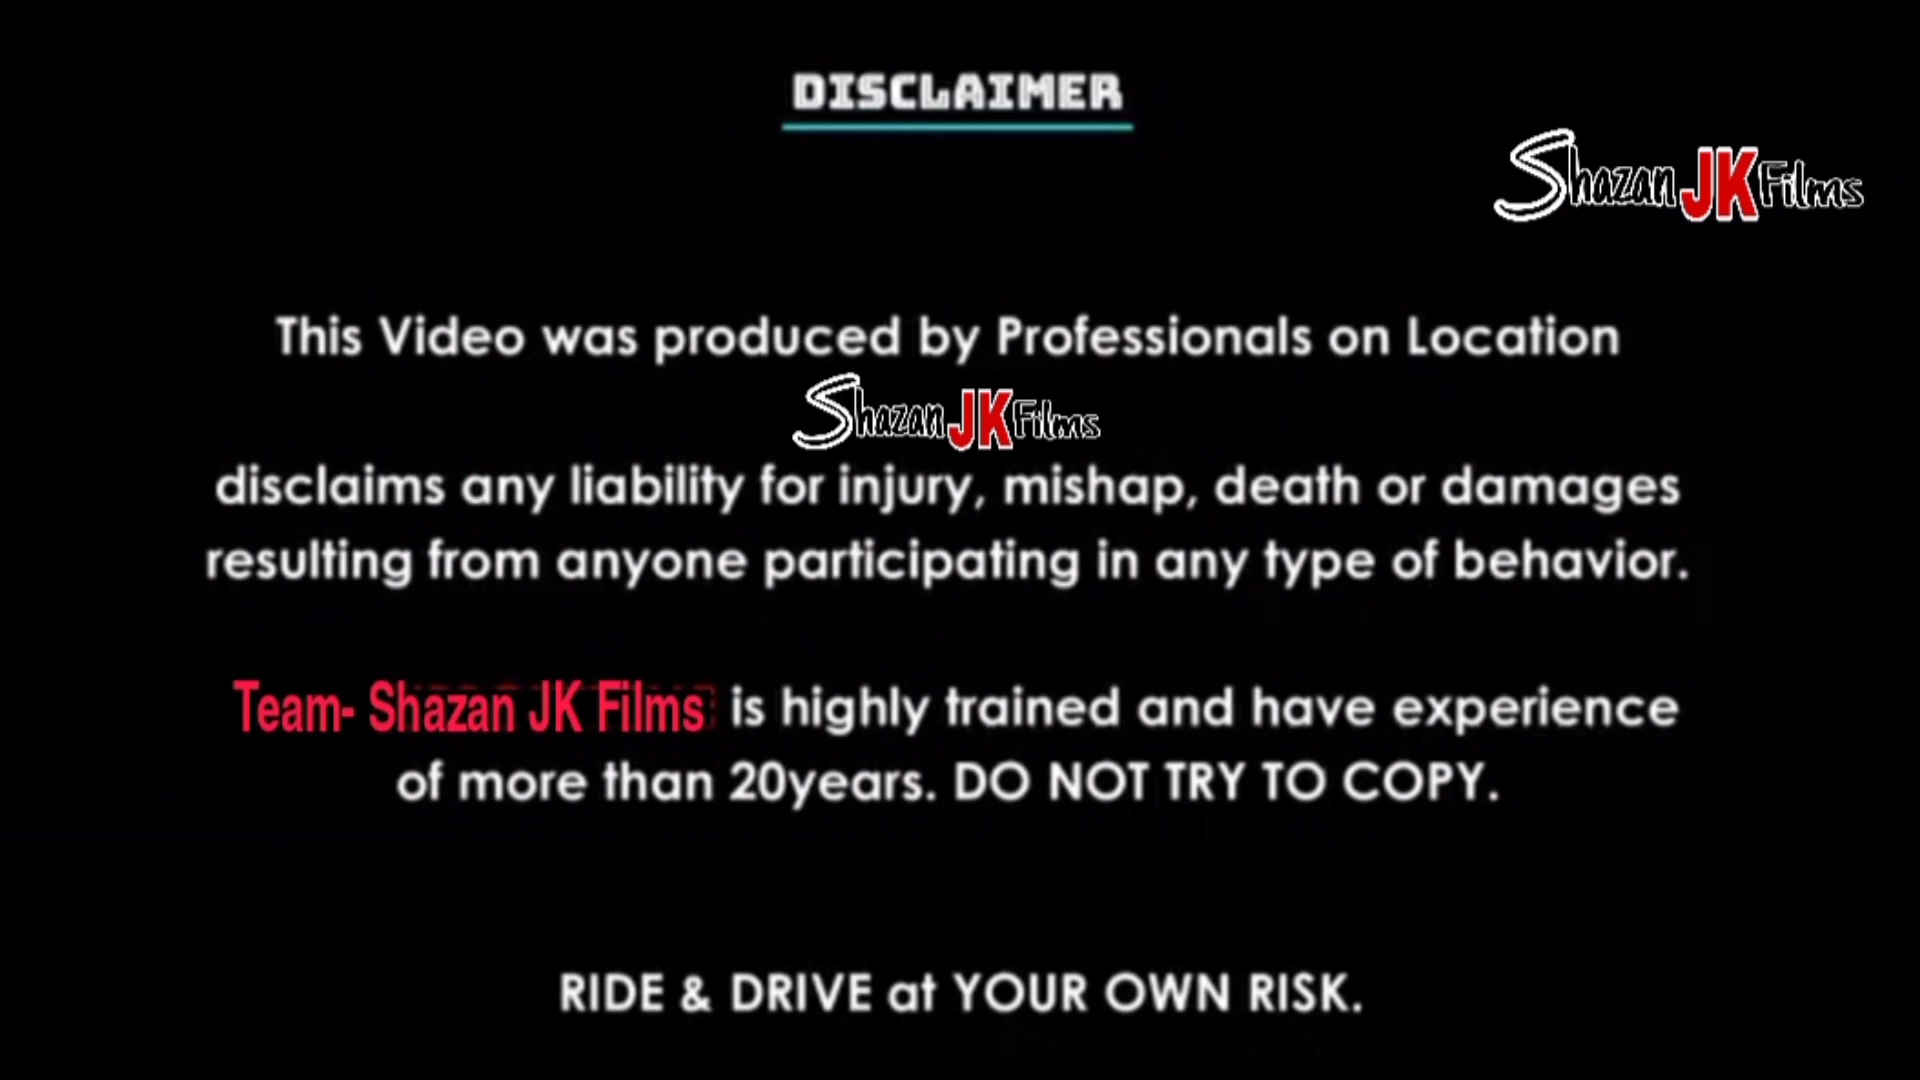 DISCLAIMER
Shazan JK Films
This Video was produced by Professionals on Location
Shazan JK Films
disclaims any liability for injury, mishap, death or damages
resulting from anyone participating in any type of behavior.
Team- Shazan JK Films is highly trained and have experience
of more than 20years. DO NOT TRY TO COPY.
RIDE & DRIVE at YOUR OWN RISK.